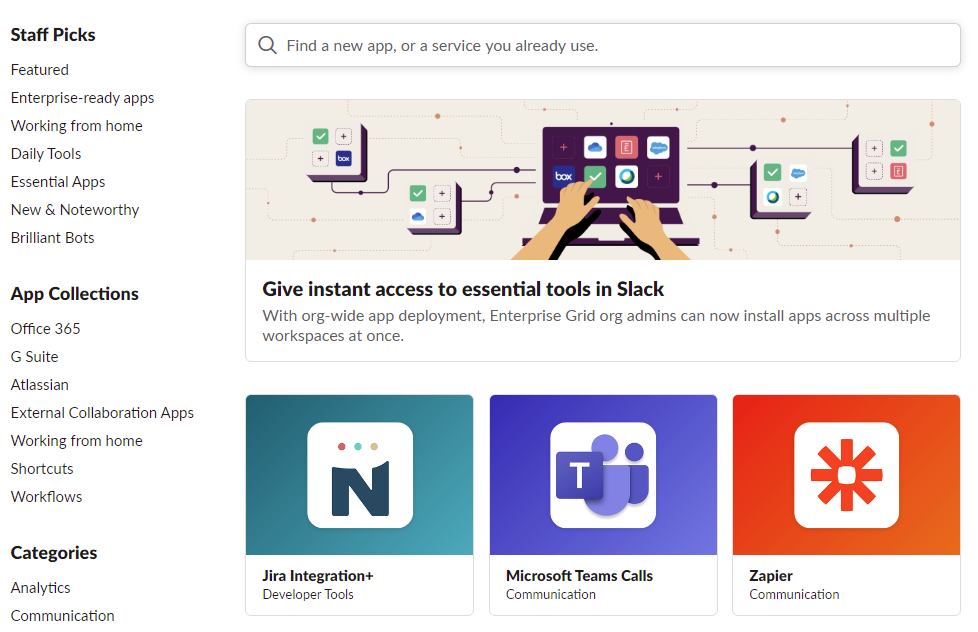 Staff Picks
Featured
Enterprise-ready apps
Working from home
Daily Tools
Essential Apps
New & Noteworthy
Brilliant Bots
App Collections
Office 365
G Suite
Atlassian
External Collaboration Apps
Working from home
Shortcuts
Workflows
Categories
Analytics
Communication
Find a new app, or a service you already use.
box
box
Give instant access to essential tools in Slack
With org-wide app deployment, Enterprise Grid org admins can now install apps across multiple
workspaces at once.
N
Jira Integration+
Developer Tools
T
Microsoft Teams Calls
Communication
Zapier
Communication